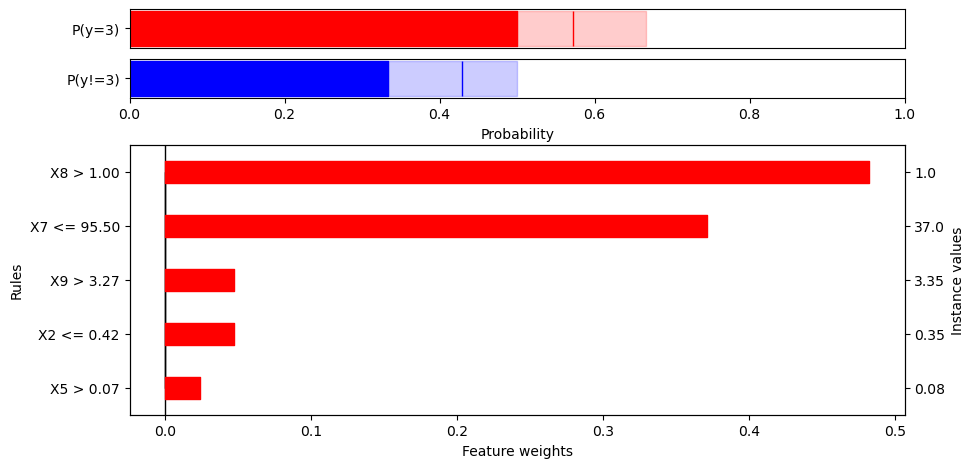 P(y=3)
P(y!=3)
0.0 0.2 0.4 0.6 0.8 1.0
Probability
X8 > 1.00 1.0
X7 <= 95.50 37.0
X9 > 3.27 3.35
X2 <= 0.42 0.35
X5 > 0.07 0.08
Rules
Instance values
0.0 0.1 0.2 0.3 0.4 0.5
Feature weights